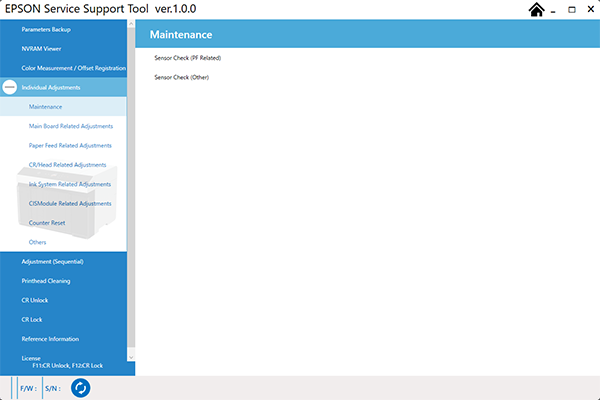 EPSON Service Support Tool ver.1.0.0
Parameters Backup
NVRAM Viewer
Color Measurement / Offset Registration
Individual Adjustments
Maintenance
Main Board Related Adjustments
Paper Feed Related Adjustments
CR/Head Related Adjustments
Ink System Related Adjustments
CISModule Related Adjustments
Counter Reset
Others
Adjustment (Sequential)
Printhead Cleaning
CR Unlock
CR Lock
Reference Information
License
F11:CR Unlock, F12:CR Lock
Maintenance
Sensor Check (PF Related)
Sensor Check (Other)
F/W : S/N :